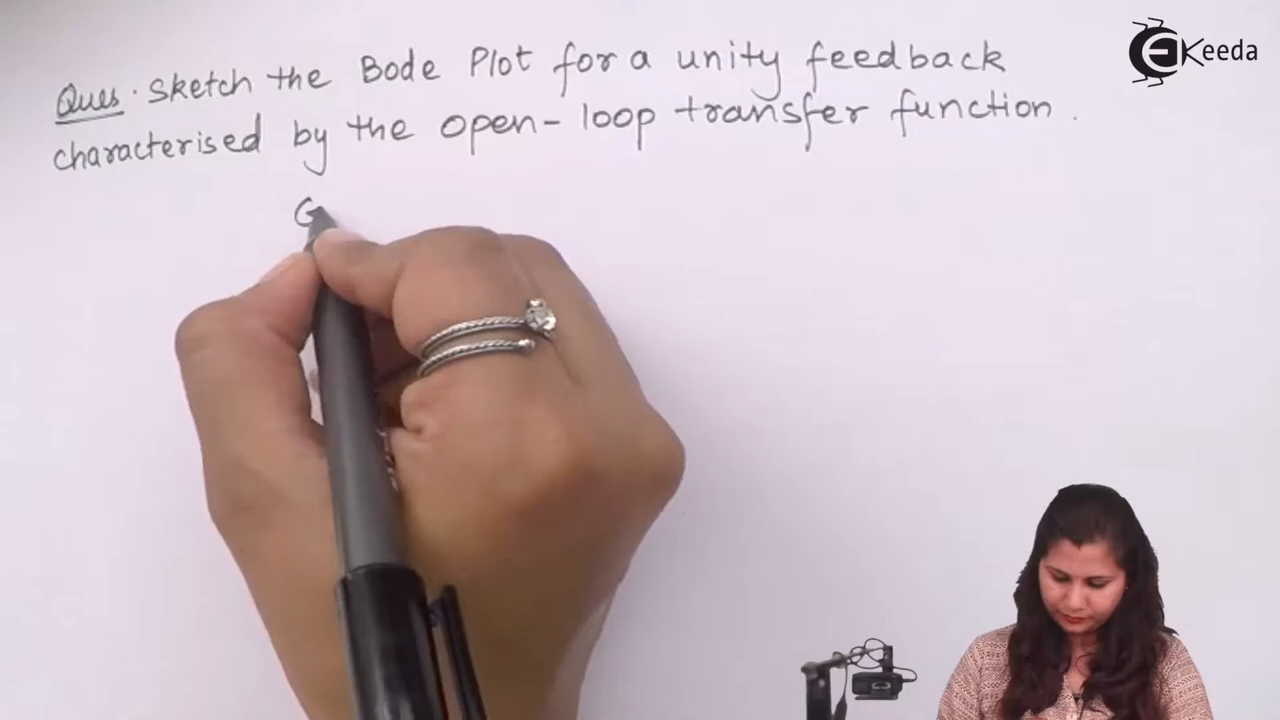 Ques. Sketch the Bode Plot for a unity feedback
characterised by the open-loop transfer function.
G
EKeeda